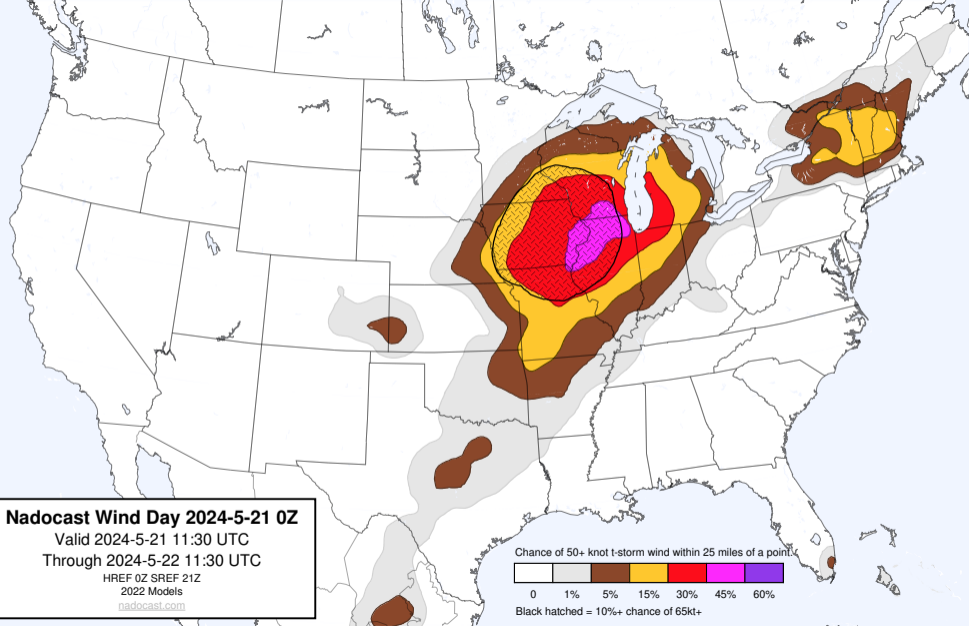 Nadocast Wind Day 2024-5-21 0Z
Valid 2024-5-21 11:30 UTC
Through 2024-5-22 11:30 UTC
HREF 0Z SREF 21Z
2022 Models
nadocast.com
Chance of 50+ knot t-storm wind within 25 miles of a point.
0 1% 5% 15% 30% 45% 60%
Black hatched = 10%+ chance of 65kt+